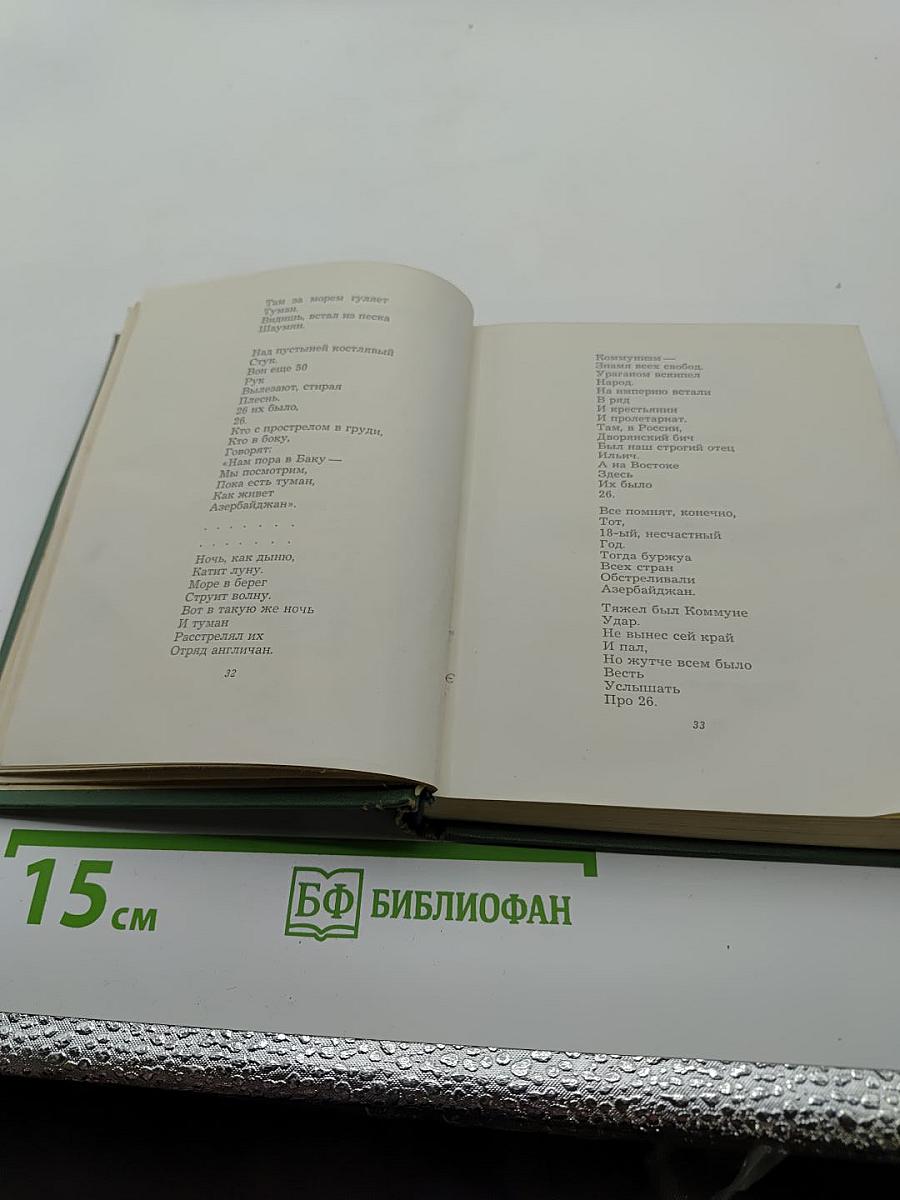 Там за морем гуляет
Туман.
Видишь, встал из песка
Шаумян.
Над пустыней костлявый
Стук.
Вон еще 50
Рук
Вылезают, стирая
Плеснь.
26 их было,
26.
Кто с прострелом в груди,
Кто в боку,
Говорят:
«Нам пора в Баку —
Мы посмотрим,
Пока есть туман,
Как живет
Азербайджан».
. . . . . . .
. . . . . . .
Ночь, как дыню,
Катит луну.
Море в берег
Струит волну.
Вот в такую же ночь
И туман
Расстрелял их
Отряд англичан.
32
Коммунизм —
Знамя всех свобод.
Ураганом вскипел
Народ.
На империю встали
В ряд
И крестьянин
И пролетариат.
Там, в России,
Дворянский бич
Был наш строгий отец
Ильич.
А на Востоке
Здесь
Их было
26.
Все помнят, конечно,
Тот,
18-ый, несчастный
Год.
Тогда буржуа
Всех стран
Обстреливали
Азербайджан.
Тяжел был Коммуне
Удар.
Не вынес сей край
И пал,
Но жутче всем было
Весть
Услышать
Про 26.
33
15 см
БФ БИБЛИОФАН